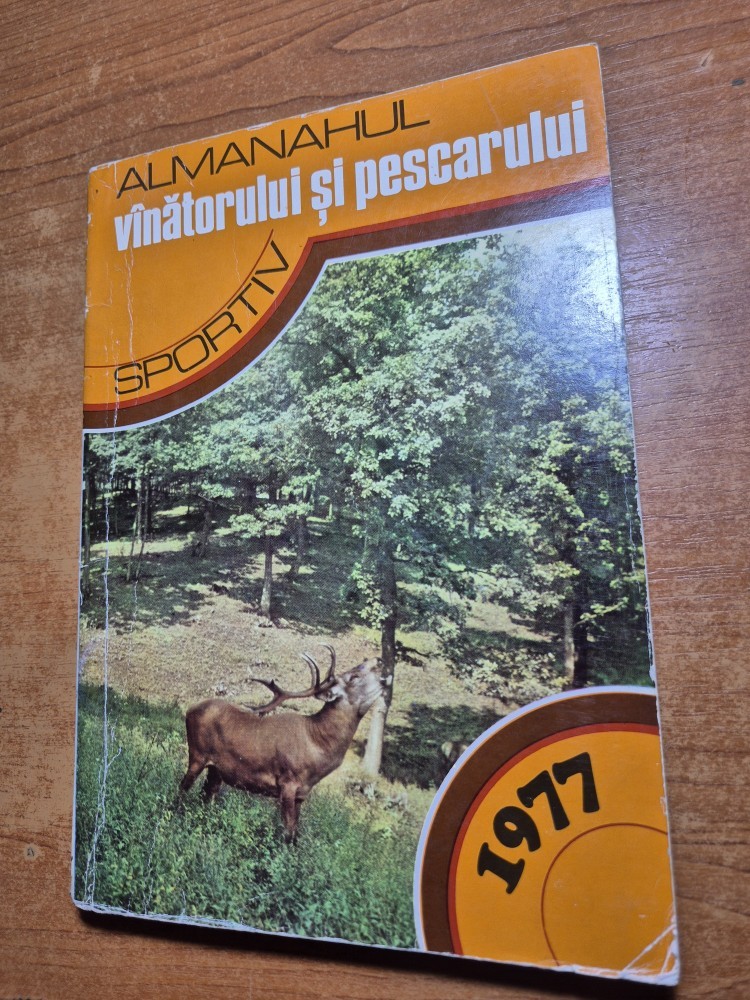 ALMANAHUL
vînătorului și pescarului
SPORTIV
1977